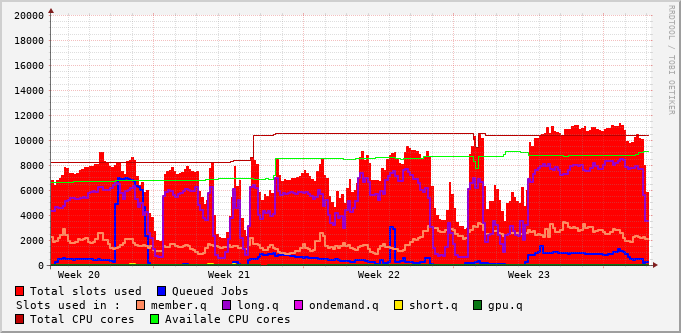 20000
18000
16000
14000
12000
10000
8000
6000
4000
2000
0
Week 20 Week 21 Week 22 Week 23
Total slots used Queued Jobs
Slots used in : member.q long.q ondemand.q short.q gpu.q
Total CPU cores Availale CPU cores
RRDTOOL / TOBI OETIKER